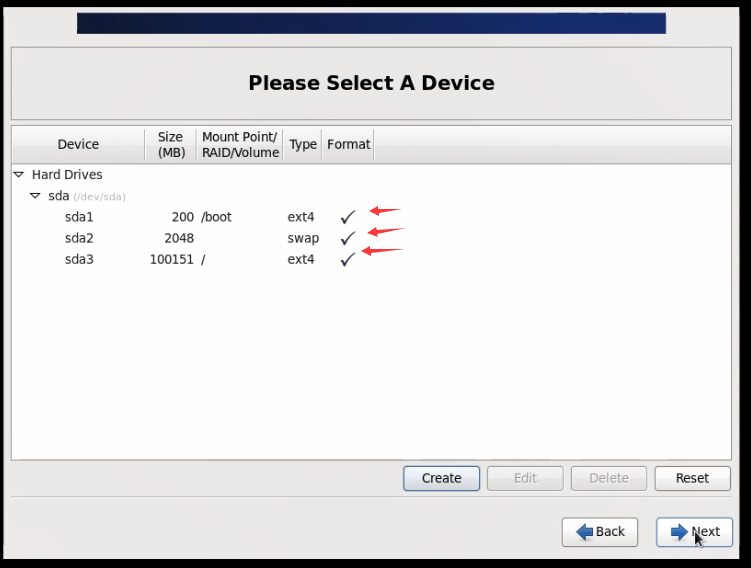 Please Select A Device
Device
Size (MB)
Mount Point/ RAID/Volume
Type
Format
Hard Drives
sda (/dev/sda)
sda1 200 /boot ext4 ✓
sda2 2048 swap ✓
sda3 100151 / ext4 ✓
Create Edit Delete Reset
Back Next